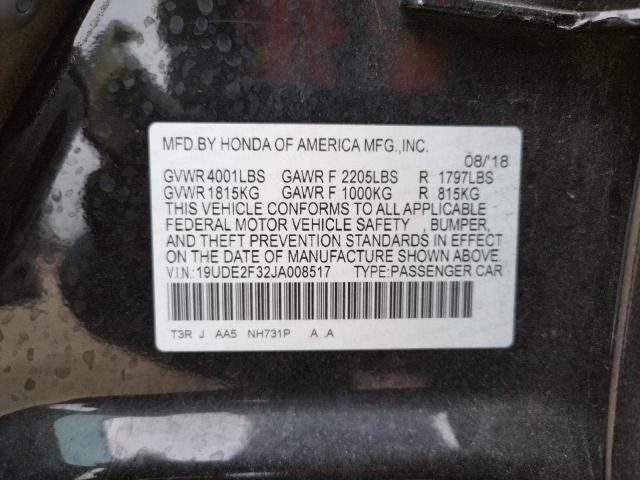 MFD.BY HONDA OF AMERICA MFG.,INC.
08/'18
GVWR 4001LBS GAWR F 2205LBS R 1797LBS
GVWR 1815KG GAWR F 1000KG R 815KG
THIS VEHICLE CONFORMS TO ALL APPLICABLE
FEDERAL MOTOR VEHICLE SAFETY , BUMPER,
AND THEFT PREVENTION STANDARDS IN EFFECT
ON THE DATE OF MANUFACTURE SHOWN ABOVE.
V.I.N.:19UDE2F32JA008517 TYPE:PASSENGER CAR
T3R J AA5 NH731P .A .A